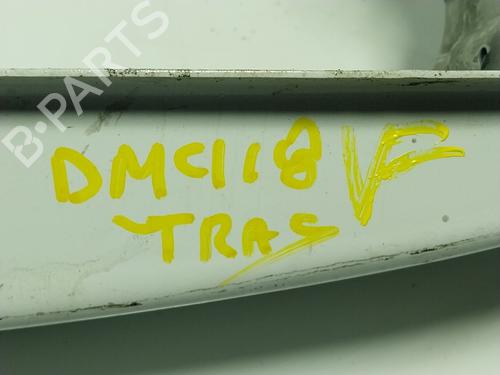 B-PARTS
DMC118 VF
TRAS